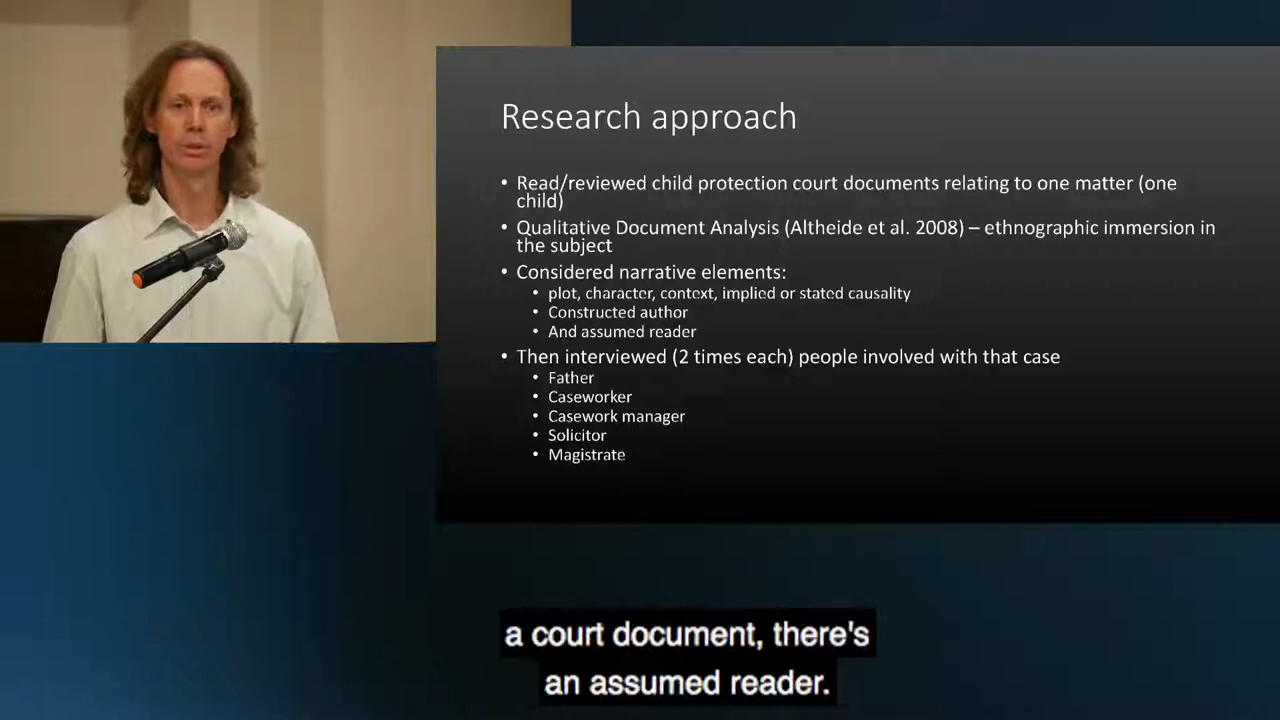 Research approach
• Read/reviewed child protection court documents relating to one matter (one
child)
• Qualitative Document Analysis (Altheide et al. 2008) – ethnographic immersion in
the subject
• Considered narrative elements:
• plot, character, context, implied or stated causality
• Constructed author
• And assumed reader
• Then interviewed (2 times each) people involved with that case
• Father
• Caseworker
• Casework manager
• Solicitor
• Magistrate
a court document, there's
an assumed reader.